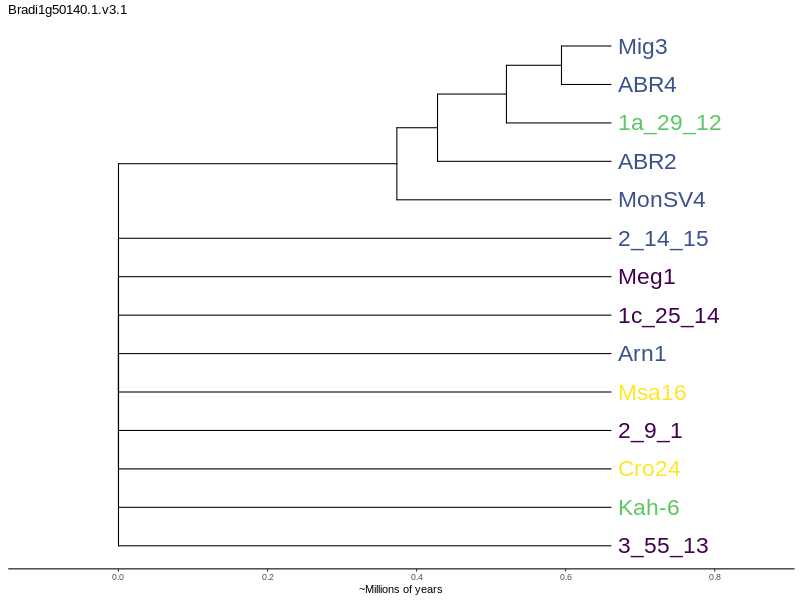 Bradi1g50140.1.v3.1
Mig3
ABR4
1a_29_12
ABR2
MonSV4
2_14_15
Meg1
1c_25_14
Arn1
Msa16
2_9_1
Cro24
Kah-6
3_55_13
0.0 0.2 0.4 0.6 0.8
~Millions of years